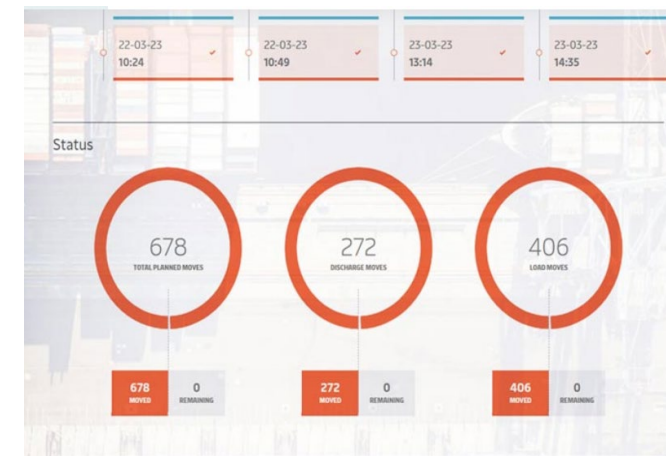 22-03-23
10:24
22-03-23
10:49
23-03-23
13:14
23-03-23
14:35
Status
678
TOTAL PLANNED MOVES
272
DISCHARGE MOVES
406
LOAD MOVES
678
MOVED
0
REMAINING
272
MOVED
0
REMAINING
406
MOVED
0
REMAINING